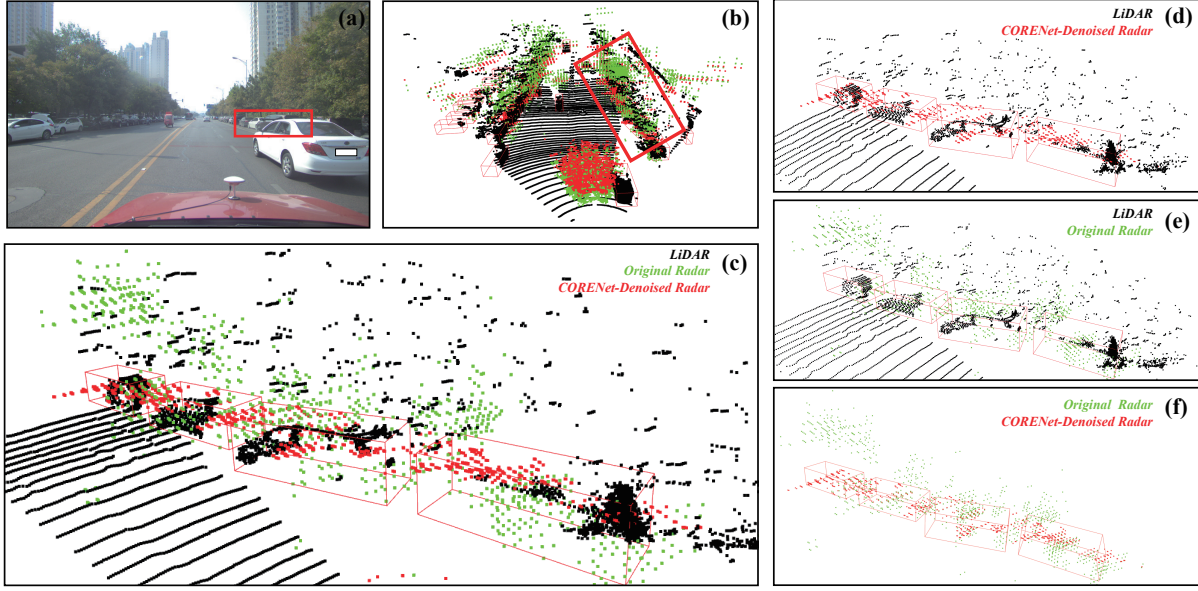 (a)
(b)
(c)
LiDAR
Original Radar
CORENet-Denoised Radar
(d)
LiDAR
CORENet-Denoised Radar
(e)
LiDAR
Original Radar
(f)
Original Radar
CORENet-Denoised Radar